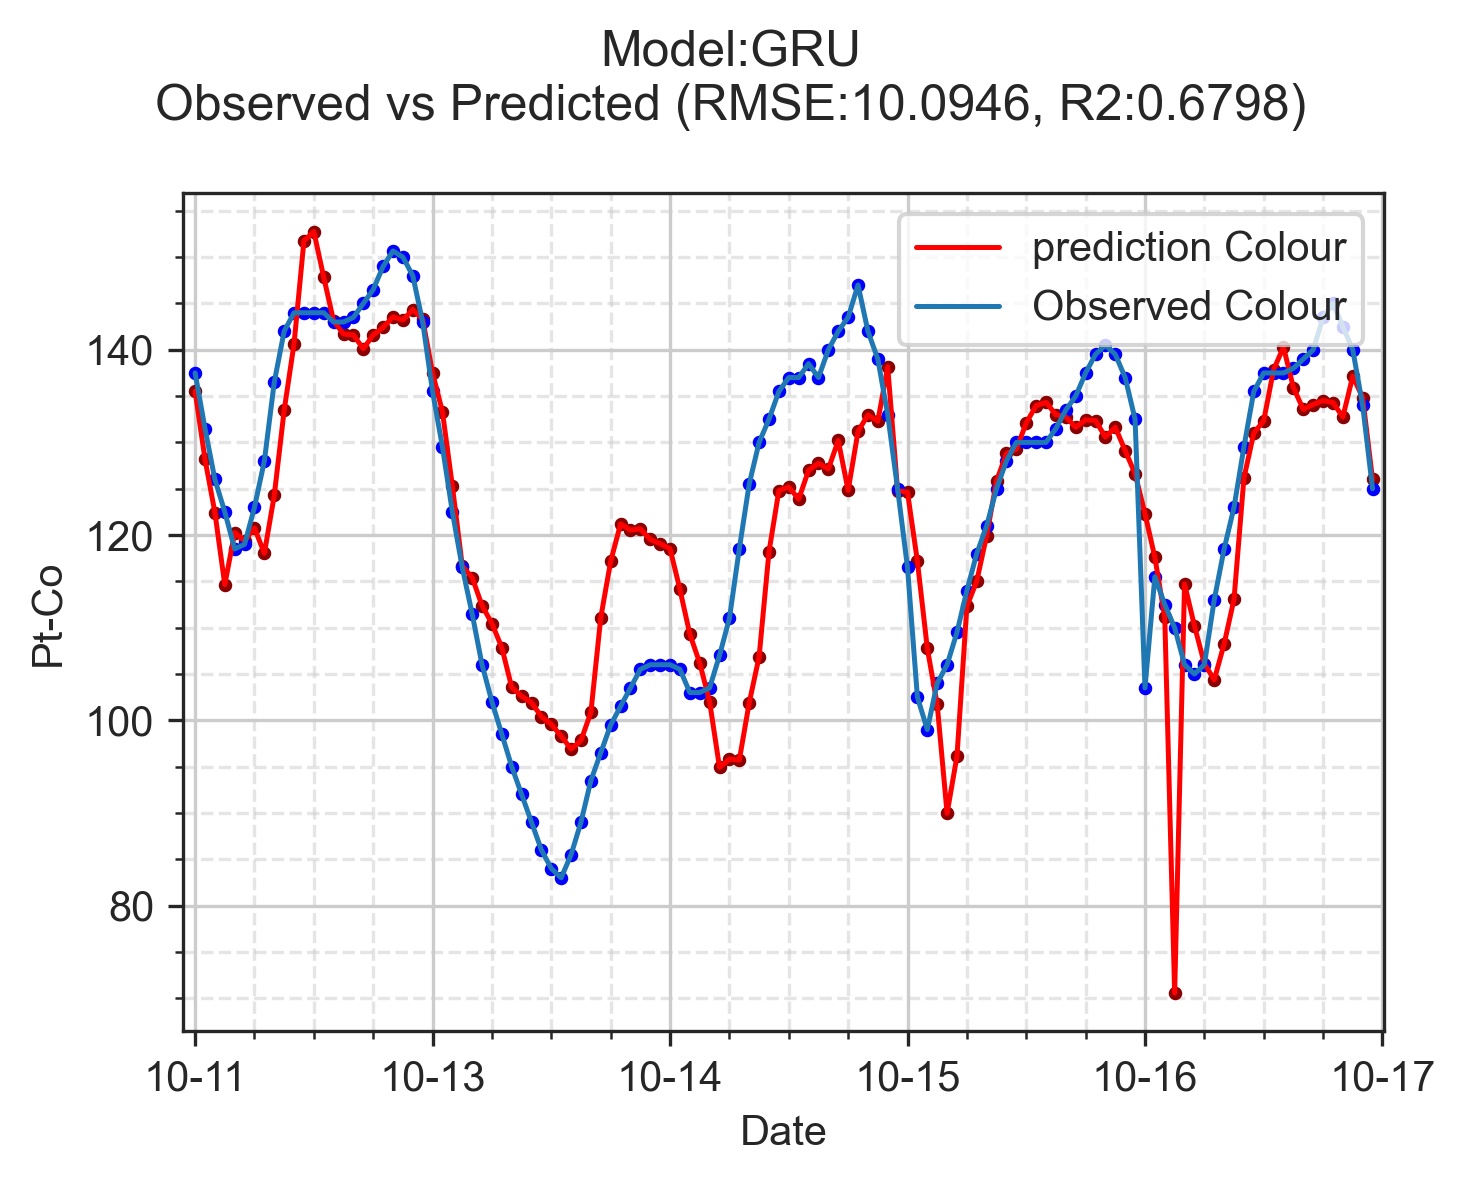 Model:GRU
Observed vs Predicted (RMSE:10.0946, R2:0.6798)
prediction Colour
Observed Colour
140
120
100
80
Pt-Co
10-11 10-13 10-14 10-15 10-16 10-17
Date